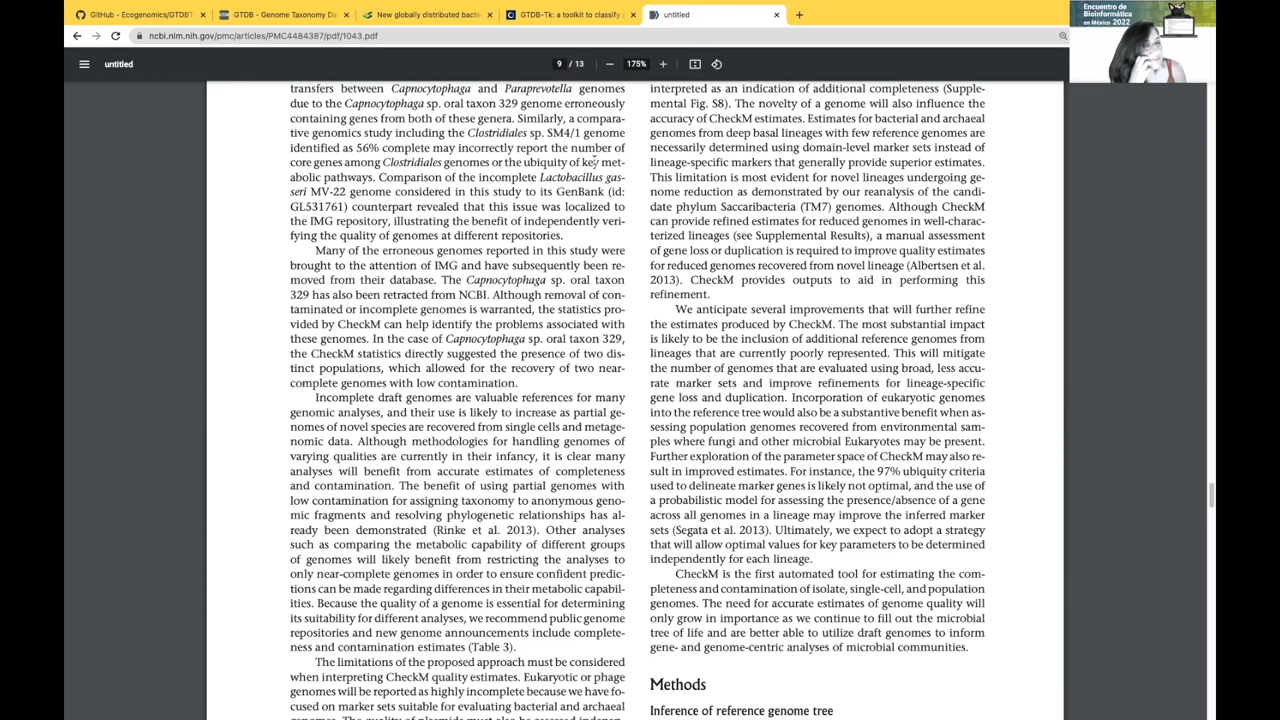 GitHub - Ecogenomics/GTDBT
GTDB - Genome Taxonomy Da
New globally distributed bacte
GTDB-Tk: a toolkit to classify g
untitled
ncbi.nlm.nih.gov/pmc/articles/PMC4484387/pdf/1043.pdf
Encuentro de
Bioinformática
en México 2022
untitled
9 / 13
175%
transfers between Capnocytophaga and Paraprevotella genomes
due to the Capnocytophaga sp. oral taxon 329 genome erroneously
containing genes from both of these genera. Similarly, a compara-
tive genomics study including the Clostridiales sp. SM4/1 genome
identified as 56% complete may incorrectly report the number of
core genes among Clostridiales genomes or the ubiquity of key met-
abolic pathways. Comparison of the incomplete Lactobacillus gas-
seri MV-22 genome considered in this study to its GenBank (id:
GL531761) counterpart revealed that this issue was localized to
the IMG repository, illustrating the benefit of independently veri-
fying the quality of genomes at different repositories.
Many of the erroneous genomes reported in this study were
brought to the attention of IMG and have subsequently been re-
moved from their database. The Capnocytophaga sp. oral taxon
329 has also been retracted from NCBI. Although removal of con-
taminated or incomplete genomes is warranted, the statistics pro-
vided by CheckM can help identify the problems associated with
these genomes. In the case of Capnocytophaga sp. oral taxon 329,
the CheckM statistics directly suggested the presence of two dis-
tinct populations, which allowed for the recovery of two near-
complete genomes with low contamination.
Incomplete draft genomes are valuable references for many
genomic analyses, and their use is likely to increase as partial ge-
nomes of novel species are recovered from single cells and metage-
nomic data. Although methodologies for handling genomes of
varying qualities are currently in their infancy, it is clear many
analyses will benefit from accurate estimates of completeness
and contamination. The benefit of using partial genomes with
low contamination for assigning taxonomy to anonymous geno-
mic fragments and resolving phylogenetic relationships has al-
ready been demonstrated (Rinke et al. 2013). Other analyses
such as comparing the metabolic capability of different groups
of genomes will likely benefit from restricting the analyses to
only near-complete genomes in order to ensure confident predic-
tions can be made regarding differences in their metabolic capabil-
ities. Because the quality of a genome is essential for determining
its suitability for different analyses, we recommend public genome
repositories and new genome announcements include complete-
ness and contamination estimates (Table 3).
The limitations of the proposed approach must be considered
when interpreting CheckM quality estimates. Eukaryotic or phage
genomes will be reported as highly incomplete because we have fo-
cused on marker sets suitable for evaluating bacterial and archaeal
genomes. The quality of plasmids must also be assessed indepen-
interpreted as an indication of additional completeness (Supple-
mental Fig. S8). The novelty of a genome will also influence the
accuracy of CheckM estimates. Estimates for bacterial and archaeal
genomes from deep basal lineages with few reference genomes are
necessarily determined using domain-level marker sets instead of
lineage-specific markers that generally provide superior estimates.
This limitation is most evident for novel lineages undergoing ge-
nome reduction as demonstrated by our reanalysis of the candi-
date phylum Saccaribacteria (TM7) genomes. Although CheckM
can provide refined estimates for reduced genomes in well-charac-
terized lineages (see Supplemental Results), a manual assessment
of gene loss or duplication is required to improve quality estimates
for reduced genomes recovered from novel lineage (Albertsen et al.
2013). CheckM provides outputs to aid in performing this
refinement.
We anticipate several improvements that will further refine
the estimates produced by CheckM. The most substantial impact
is likely to be the inclusion of additional reference genomes from
lineages that are currently poorly represented. This will mitigate
the number of genomes that are evaluated using broad, less accu-
rate marker sets and improve refinements for lineage-specific
gene loss and duplication. Incorporation of eukaryotic genomes
into the reference tree would also be a substantive benefit when as-
sessing population genomes recovered from environmental sam-
ples where fungi and other microbial Eukaryotes may be present.
Further exploration of the parameter space of CheckM may also re-
sult in improved estimates. For instance, the 97% ubiquity criteria
used to delineate marker genes is likely not optimal, and the use of
a probabilistic model for assessing the presence/absence of a gene
across all genomes in a lineage may improve the inferred marker
sets (Segata et al. 2013). Ultimately, we expect to adopt a strategy
that will allow optimal values for key parameters to be determined
independently for each lineage.
CheckM is the first automated tool for estimating the com-
pleteness and contamination of isolate, single-cell, and population
genomes. The need for accurate estimates of genome quality will
only grow in importance as we continue to fill out the microbial
tree of life and are better able to utilize draft genomes to inform
gene- and genome-centric analyses of microbial communities.
Methods
Inference of reference genome tree